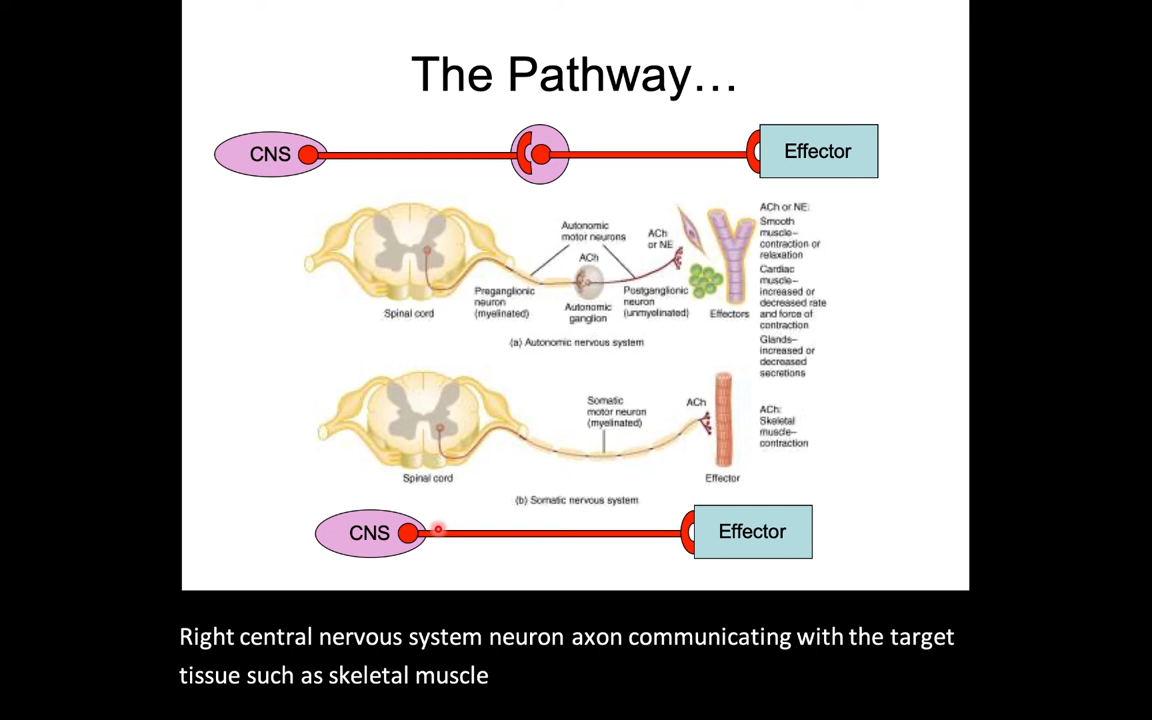 The Pathway…
CNS
Effector
Autonomic
motor neurons
ACh
ACh
or NE
Preganglionic
neuron
(myelinated)
Autonomic
ganglion
Postganglionic
neuron
(unmyelinated)
Spinal cord
Effectors
ACh or NE:
Smooth
muscle–
contraction or
relaxation
Cardiac
muscle–
increased or
decreased rate
and force of
contraction
Glands–
increased or
decreased
secretions
(a) Autonomic nervous system
Somatic
motor neuron
(myelinated)
ACh
ACh:
Skeletal
muscle–
contraction
Spinal cord
Effector
(b) Somatic nervous system
CNS
Effector
Right central nervous system neuron axon communicating with the target
tissue such as skeletal muscle